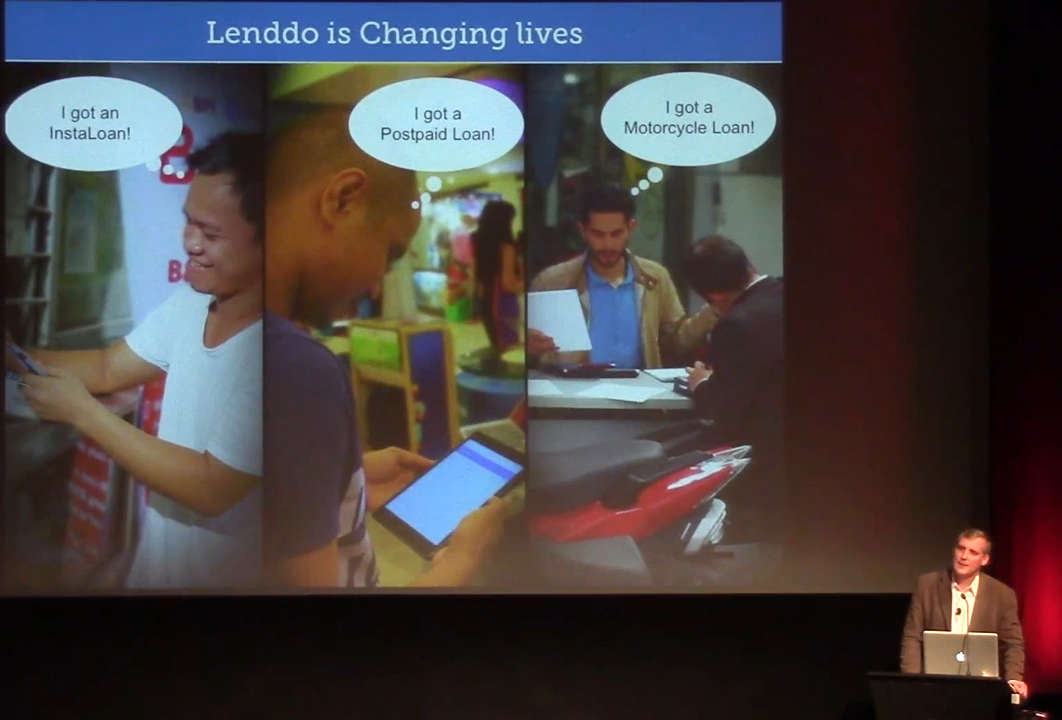 Lenddo is Changing lives
I got an
InstaLoan!
I got a
Postpaid Loan!
I got a
Motorcycle Loan!